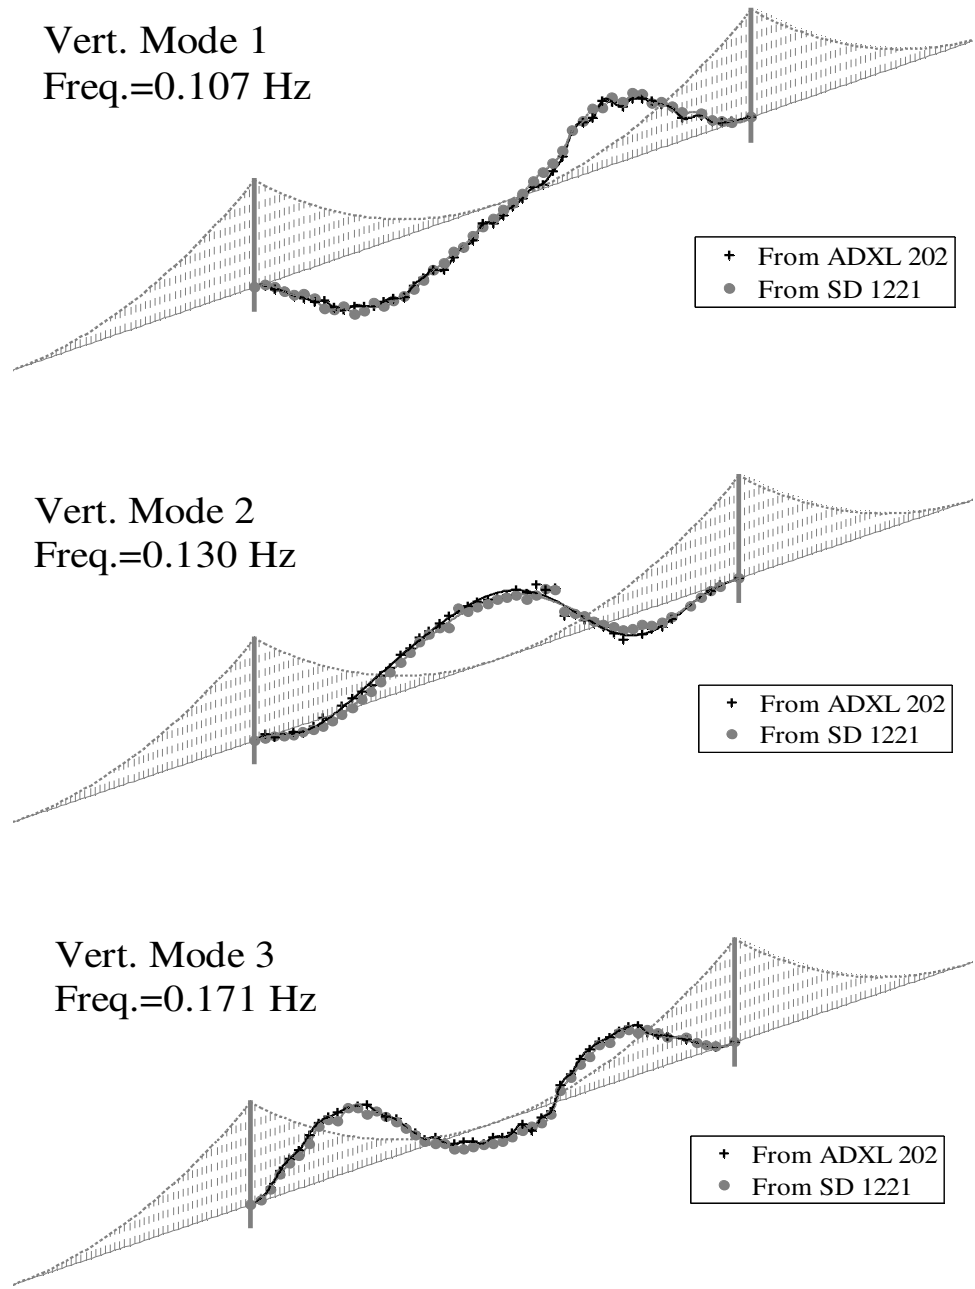 Vert. Mode 1
Freq.=0.107 Hz
From ADXL 202
From SD 1221
Vert. Mode 2
Freq.=0.130 Hz
From ADXL 202
From SD 1221
Vert. Mode 3
Freq.=0.171 Hz
From ADXL 202
From SD 1221